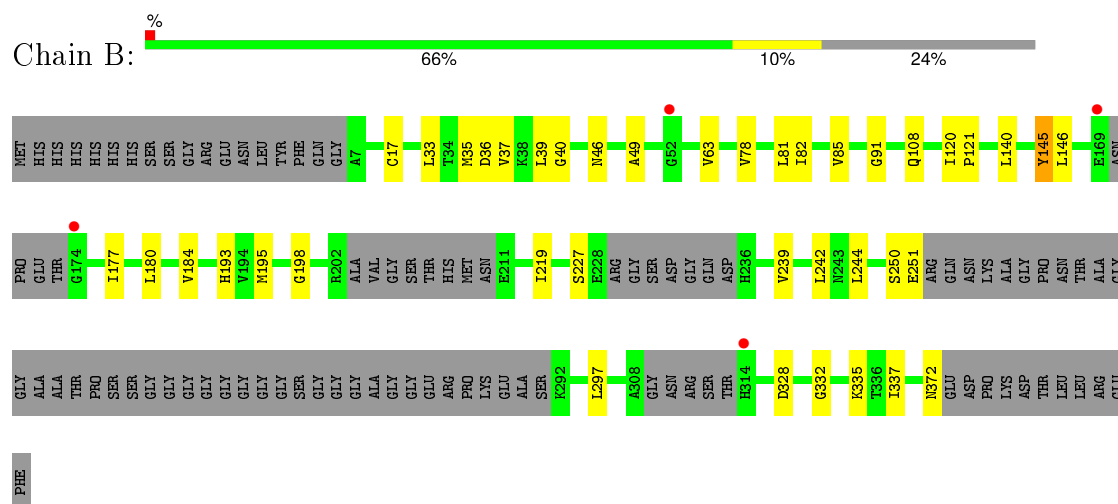 %
Chain B:
66% 10% 24%
MET HIS HIS HIS HIS HIS HIS SER SER GLY ARG GLU ASN LEU TYR PHE GLN GLY A7 C17 L33 T34 M35 D36 V37 K38 L39 G40 N46 A49 G52 V63 V78 L81 I82 V85 G91 Q108 I120 P121 L140 Y145 L146 E169 ASN
PRO GLU THR G174 I177 L180 V184 H193 V194 M195 G198 R202 ALA VAL GLY SER THR HIS MET ASN E211 I219 S227 E228 ARG GLY SER ASP GLY GLN ASP H236 V239 L242 N243 L244 S250 E251 ARG GLN ASN LYS ALA GLY PRO ASN THR ALA GLY
GLY ALA ALA THR PRO SER SER GLY GLY GLY GLY GLY GLY SER GLY GLY GLY ALA GLY GLY GLU ARG PRO LYS GLU ALA SER K292 L297 A308 GLY ASN ARG SER THR H314 D328 G332 K335 T336 I337 N372 GLU ASP PRO LYS ASP THR LEU LEU ARG GLU
PHE